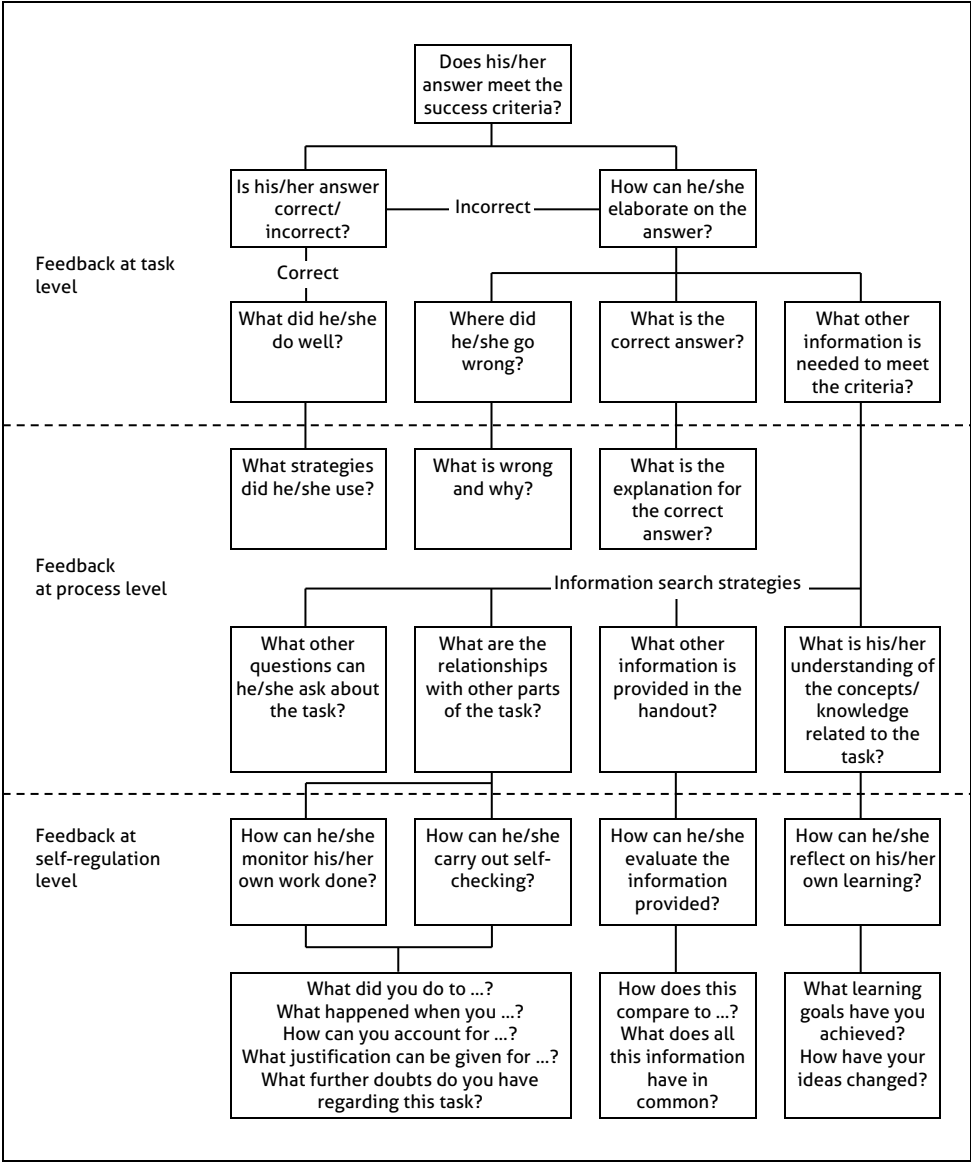 Does his/her
answer meet the
success criteria?
Is his/her answer
correct/
incorrect?
Incorrect
How can he/she
elaborate on the
answer?
Feedback at task
level
Correct
What did he/she
do well?
Where did
he/she go
wrong?
What is the
correct answer?
What other
information is
needed to meet
the criteria?
What strategies
did he/she use?
What is wrong
and why?
What is the
explanation for
the correct
answer?
Feedback
at process level
Information search strategies
What other
questions can
he/she ask about
the task?
What are the
relationships
with other parts
of the task?
What other
information is
provided in the
handout?
What is his/her
understanding of
the concepts/
knowledge
related to the
task?
Feedback at
self-regulation
level
How can he/she
monitor his/her
own work done?
How can he/she
carry out self-
checking?
How can he/she
evaluate the
information
provided?
How can he/she
reflect on his/her
own learning?
What did you do to ...?
What happened when you ...?
How can you account for ...?
What justification can be given for ...?
What further doubts do you have
regarding this task?
How does this
compare to ...?
What does all
this information
have in
common?
What learning
goals have you
achieved?
How have your
ideas changed?